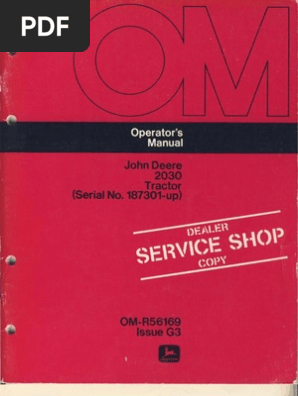 PDF
OM
Operator's
Manual
John Deere
2030
Tractor
(Serial No. 187301-up)
DEALER
SERVICE SHOP
COPY
OM-R56169
Issue G3